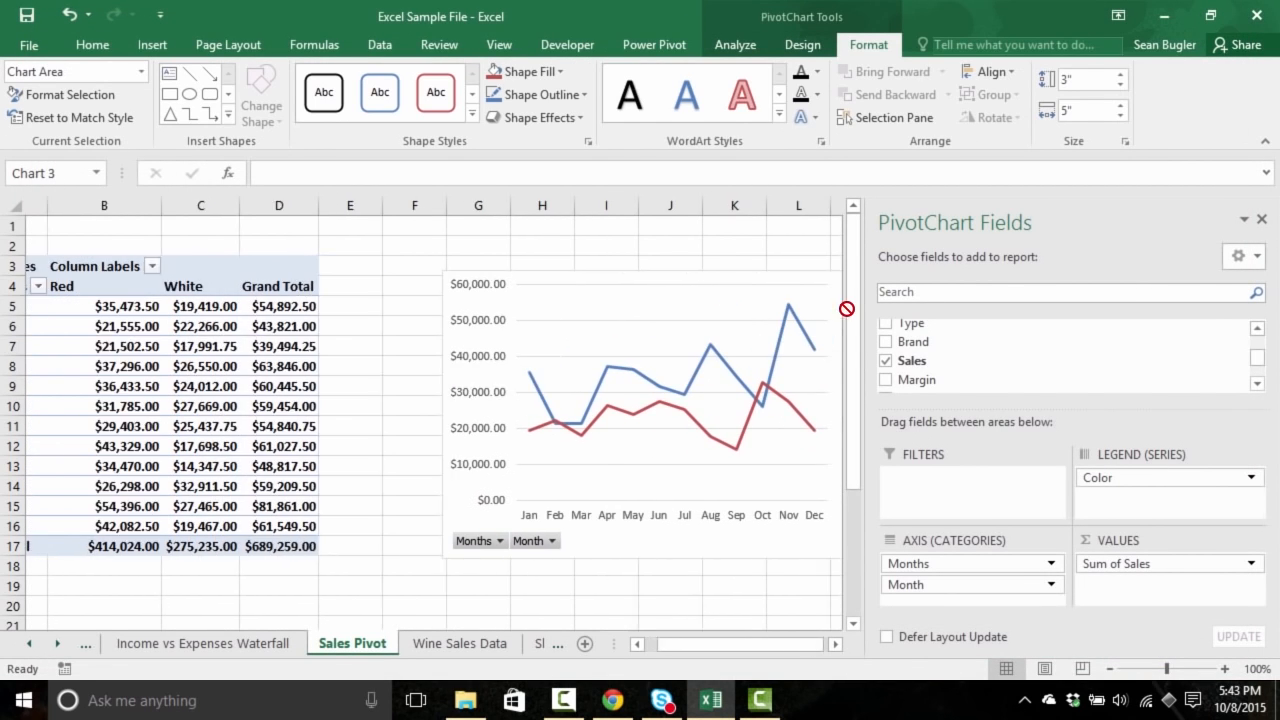 Excel Sample File - Excel
PivotChart Tools
File Home Insert Page Layout Formulas Data Review View Developer Power Pivot Analyze Design Format Tell me what you want to do... Sean Bugler Share
Chart Area
Format Selection
Reset to Match Style
Current Selection
Change
Shape
Insert Shapes
Abc Abc Abc
Shape Fill
Shape Outline
Shape Effects
Shape Styles
A A A
A
A
A
WordArt Styles
Bring Forward
Send Backward
Selection Pane
Align
Group
Rotate
Arrange
3"
5"
Size
Chart 3
fx
B C D E F G H I J K L
1
2
3 es Column Labels
4 Red White Grand Total
5 $35,473.50 $19,419.00 $54,892.50
6 $21,555.00 $22,266.00 $43,821.00
7 $21,502.50 $17,991.75 $39,494.25
8 $37,296.00 $26,550.00 $63,846.00
9 $36,433.50 $24,012.00 $60,445.50
10 $31,785.00 $27,669.00 $59,454.00
11 $29,403.00 $25,437.75 $54,840.75
12 $43,329.00 $17,698.50 $61,027.50
13 $34,470.00 $14,347.50 $48,817.50
14 $26,298.00 $32,911.50 $59,209.50
15 $54,396.00 $27,465.00 $81,861.00
16 $42,082.50 $19,467.00 $61,549.50
17 l $414,024.00 $275,235.00 $689,259.00
18
19
20
21
$60,000.00
$50,000.00
$40,000.00
$30,000.00
$20,000.00
$10,000.00
$0.00
Jan Feb Mar Apr May Jun Jul Aug Sep Oct Nov Dec
Months Month
PivotChart Fields
Choose fields to add to report:
Search
Type
Brand
Sales
Margin
Drag fields between areas below:
FILTERS
LEGEND (SERIES)
Color
AXIS (CATEGORIES)
Months
Month
Σ VALUES
Sum of Sales
Defer Layout Update
UPDATE
... Income vs Expenses Waterfall Sales Pivot Wine Sales Data Sl ...
Ready
100%
Ask me anything
5:43 PM
10/8/2015